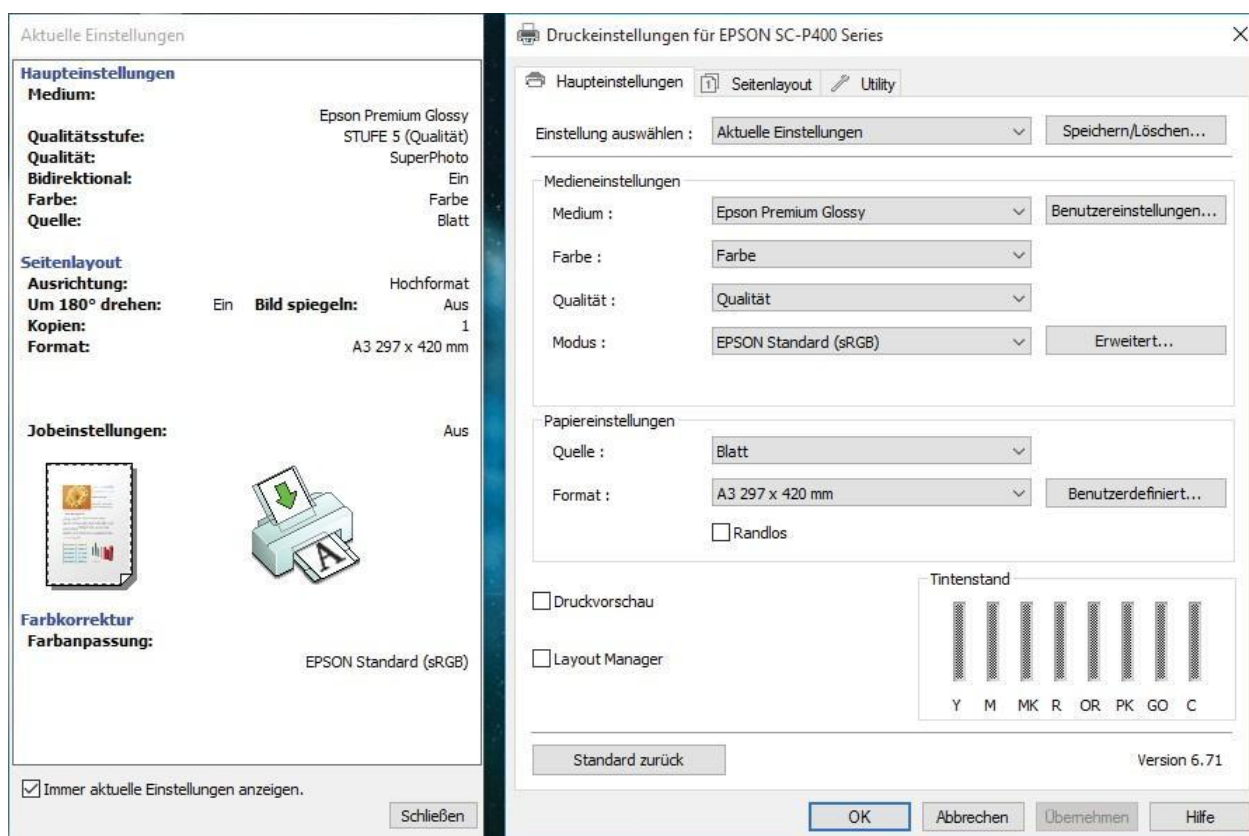 Aktuelle Einstellungen
Haupteinstellungen
Medium:
Epson Premium Glossy
Qualitätsstufe: STUFE 5 (Qualität)
Qualität: SuperPhoto
Bidirektional: Ein
Farbe: Farbe
Quelle: Blatt
Seitenlayout
Ausrichtung: Hochformat
Um 180° drehen: Ein Bild spiegeln: Aus
Kopien: 1
Format: A3 297 x 420 mm
Jobeinstellungen: Aus
A
Farbkorrektur
Farbanpassung:
EPSON Standard (sRGB)
Immer aktuelle Einstellungen anzeigen.
Schließen
Druckeinstellungen für EPSON SC-P400 Series
Haupteinstellungen 1 Seitenlayout Utility
Einstellung auswählen : Aktuelle Einstellungen Speichern/Löschen...
Medieneinstellungen
Medium : Epson Premium Glossy Benutzereinstellungen...
Farbe : Farbe
Qualität : Qualität
Modus : EPSON Standard (sRGB) Erweitert...
Papiereinstellungen
Quelle : Blatt
Format : A3 297 x 420 mm Benutzerdefiniert...
Randlos
Druckvorschau
Layout Manager
Tintenstand
Y M MK R OR PK GO C
Standard zurück Version 6.71
OK Abbrechen Übernehmen Hilfe